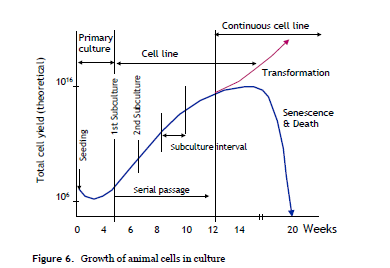 Continuous cell line
Primary
culture
Cell line
Total cell yield (theoretical)
10¹⁶
10⁶
Seedling
1st Subculture
2nd Subculture
Transformation
Senescence
& Death
Subculture interval
Serial passage
0 4 6 8 10 12 14 20 Weeks
Figure 6. Growth of animal cells in culture